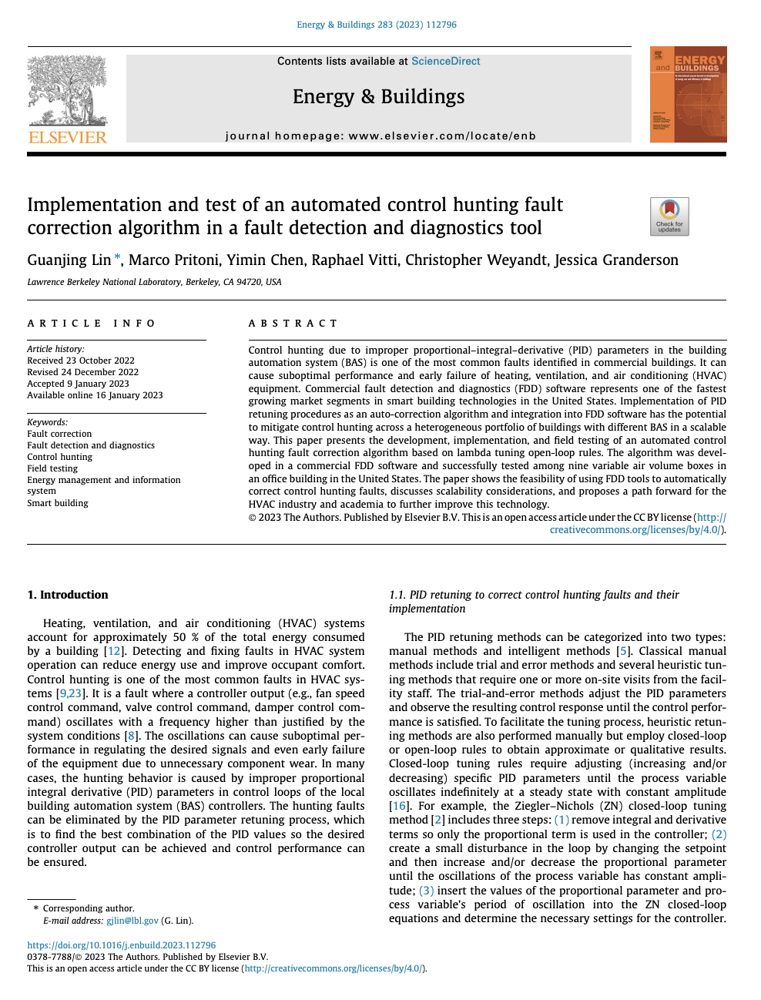 Energy & Buildings 283 (2023) 112796
Contents lists available at ScienceDirect
Energy & Buildings
journal homepage: www.elsevier.com/locate/enb
ELSEVIER
ENERGY
and BUILDINGS
Implementation and test of an automated control hunting fault
correction algorithm in a fault detection and diagnostics tool
Check for
updates
Guanjing Lin *, Marco Pritoni, Yimin Chen, Raphael Vitti, Christopher Weyandt, Jessica Granderson
Lawrence Berkeley National Laboratory, Berkeley, CA 94720, USA
ARTICLE INFO
Article history:
Received 23 October 2022
Revised 24 December 2022
Accepted 9 January 2023
Available online 16 January 2023
Keywords:
Fault correction
Fault detection and diagnostics
Control hunting
Field testing
Energy management and information
system
Smart building
ABSTRACT
Control hunting due to improper proportional–integral–derivative (PID) parameters in the building
automation system (BAS) is one of the most common faults identified in commercial buildings. It can
cause suboptimal performance and early failure of heating, ventilation, and air conditioning (HVAC)
equipment. Commercial fault detection and diagnostics (FDD) software represents one of the fastest
growing market segments in smart building technologies in the United States. Implementation of PID
retuning procedures as an auto-correction algorithm and integration into FDD software has the potential
to mitigate control hunting across a heterogeneous portfolio of buildings with different BAS in a scalable
way. This paper presents the development, implementation, and field testing of an automated control
hunting fault correction algorithm based on lambda tuning open-loop rules. The algorithm was devel-
oped in a commercial FDD software and successfully tested among nine variable air volume boxes in
an office building in the United States. The paper shows the feasibility of using FDD tools to automatically
correct control hunting faults, discusses scalability considerations, and proposes a path forward for the
HVAC industry and academia to further improve this technology.
© 2023 The Authors. Published by Elsevier B.V. This is an open access article under the CC BY license (http://
creativecommons.org/licenses/by/4.0/).
1. Introduction
Heating, ventilation, and air conditioning (HVAC) systems
account for approximately 50 % of the total energy consumed
by a building [12]. Detecting and fixing faults in HVAC system
operation can reduce energy use and improve occupant comfort.
Control hunting is one of the most common faults in HVAC sys-
tems [9,23]. It is a fault where a controller output (e.g., fan speed
control command, valve control command, damper control com-
mand) oscillates with a frequency higher than justified by the
system conditions [8]. The oscillations can cause suboptimal per-
formance in regulating the desired signals and even early failure
of the equipment due to unnecessary component wear. In many
cases, the hunting behavior is caused by improper proportional
integral derivative (PID) parameters in control loops of the local
building automation system (BAS) controllers. The hunting faults
can be eliminated by the PID parameter retuning process, which
is to find the best combination of the PID values so the desired
controller output can be achieved and control performance can
be ensured.
1.1. PID retuning to correct control hunting faults and their
implementation
The PID retuning methods can be categorized into two types:
manual methods and intelligent methods [5]. Classical manual
methods include trial and error methods and several heuristic tun-
ing methods that require one or more on-site visits from the facil-
ity staff. The trial-and-error methods adjust the PID parameters
and observe the resulting control response until the control perfor-
mance is satisfied. To facilitate the tuning process, heuristic retun-
ing methods are also performed manually but employ closed-loop
or open-loop rules to obtain approximate or qualitative results.
Closed-loop tuning rules require adjusting (increasing and/or
decreasing) specific PID parameters until the process variable
oscillates indefinitely at a steady state with constant amplitude
[16]. For example, the Ziegler–Nichols (ZN) closed-loop tuning
method [2] includes three steps: (1) remove integral and derivative
terms so only the proportional term is used in the controller; (2)
create a small disturbance in the loop by changing the setpoint
and then increase and/or decrease the proportional parameter
until the oscillations of the process variable has constant ampli-
tude; (3) insert the values of the proportional parameter and pro-
cess variable's period of oscillation into the ZN closed-loop
equations and determine the necessary settings for the controller.
* Corresponding author.
E-mail address: gjlin@lbl.gov (G. Lin).
https://doi.org/10.1016/j.enbuild.2023.112796
0378-7788/© 2023 The Authors. Published by Elsevier B.V.
This is an open access article under the CC BY license (http://creativecommons.org/licenses/by/4.0/).